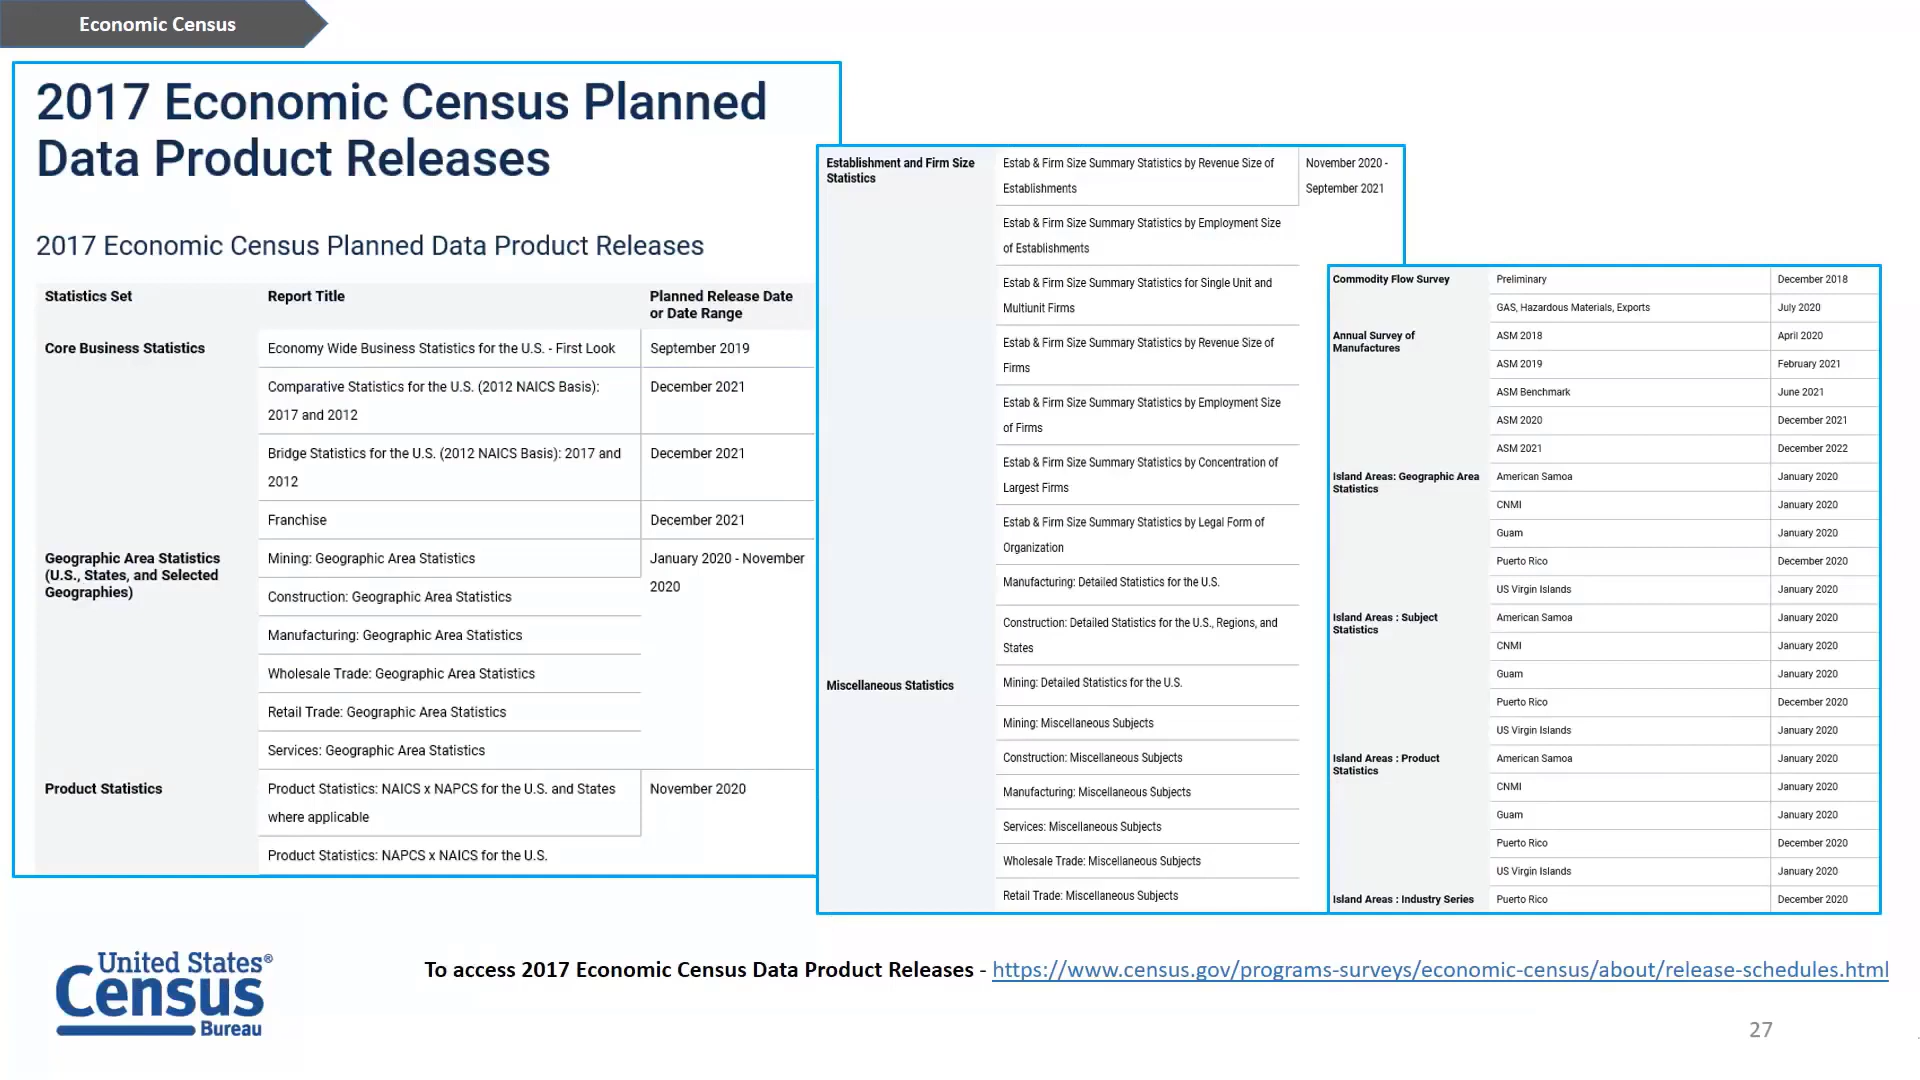 Economic Census
2017 Economic Census Planned
Data Product Releases
2017 Economic Census Planned Data Product Releases
Statistics Set
Report Title
Planned Release Date
or Date Range
Core Business Statistics
Economy Wide Business Statistics for the U.S. - First Look
September 2019
Comparative Statistics for the U.S. (2012 NAICS Basis):
2017 and 2012
December 2021
Bridge Statistics for the U.S. (2012 NAICS Basis): 2017 and
2012
December 2021
Franchise
December 2021
Geographic Area Statistics
(U.S., States, and Selected
Geographies)
Mining: Geographic Area Statistics
January 2020 - November
2020
Construction: Geographic Area Statistics
Manufacturing: Geographic Area Statistics
Wholesale Trade: Geographic Area Statistics
Retail Trade: Geographic Area Statistics
Services: Geographic Area Statistics
Product Statistics
Product Statistics: NAICS x NAPCS for the U.S. and States
where applicable
November 2020
Product Statistics: NAPCS x NAICS for the U.S.
Establishment and Firm Size
Statistics
Estab & Firm Size Summary Statistics by Revenue Size of
Establishments
November 2020 -
September 2021
Estab & Firm Size Summary Statistics by Employment Size
of Establishments
Estab & Firm Size Summary Statistics for Single Unit and
Multiunit Firms
Estab & Firm Size Summary Statistics by Revenue Size of
Firms
Estab & Firm Size Summary Statistics by Employment Size
of Firms
Estab & Firm Size Summary Statistics by Concentration of
Largest Firms
Estab & Firm Size Summary Statistics by Legal Form of
Organization
Manufacturing: Detailed Statistics for the U.S.
Construction: Detailed Statistics for the U.S., Regions, and
States
Miscellaneous Statistics
Mining: Detailed Statistics for the U.S.
Mining: Miscellaneous Subjects
Construction: Miscellaneous Subjects
Manufacturing: Miscellaneous Subjects
Services: Miscellaneous Subjects
Wholesale Trade: Miscellaneous Subjects
Retail Trade: Miscellaneous Subjects
Commodity Flow Survey
Preliminary
December 2018
GAS, Hazardous Materials, Exports
July 2020
Annual Survey of
Manufactures
ASM 2018
April 2020
ASM 2019
February 2021
ASM Benchmark
June 2021
ASM 2020
December 2021
ASM 2021
December 2022
Island Areas: Geographic Area
Statistics
American Samoa
January 2020
CNMI
January 2020
Guam
January 2020
Puerto Rico
December 2020
US Virgin Islands
January 2020
Island Areas : Subject
Statistics
American Samoa
January 2020
CNMI
January 2020
Guam
January 2020
Puerto Rico
December 2020
US Virgin Islands
January 2020
Island Areas : Product
Statistics
American Samoa
January 2020
CNMI
January 2020
Guam
January 2020
Puerto Rico
December 2020
US Virgin Islands
January 2020
Island Areas : Industry Series
Puerto Rico
December 2020
United States®
Census
Bureau
To access 2017 Economic Census Data Product Releases - https://www.census.gov/programs-surveys/economic-census/about/release-schedules.html
27